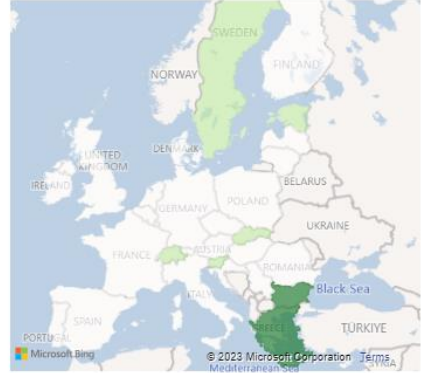 SWEDEN
FINLAND
NORWAY
DENMARK
UNITED
KINGDOM
IRELAND
BELARUS
POLAND
GERMANY
UKRAINE
FRANCE
AUSTRIA
ROMANIA
Black Sea
ITALY
SPAIN
PORTUGAL
GREECE
TÜRKIYE
Microsoft Bing
© 2023 Microsoft Corporation Terms
Mediterranean Sea
SYRIA